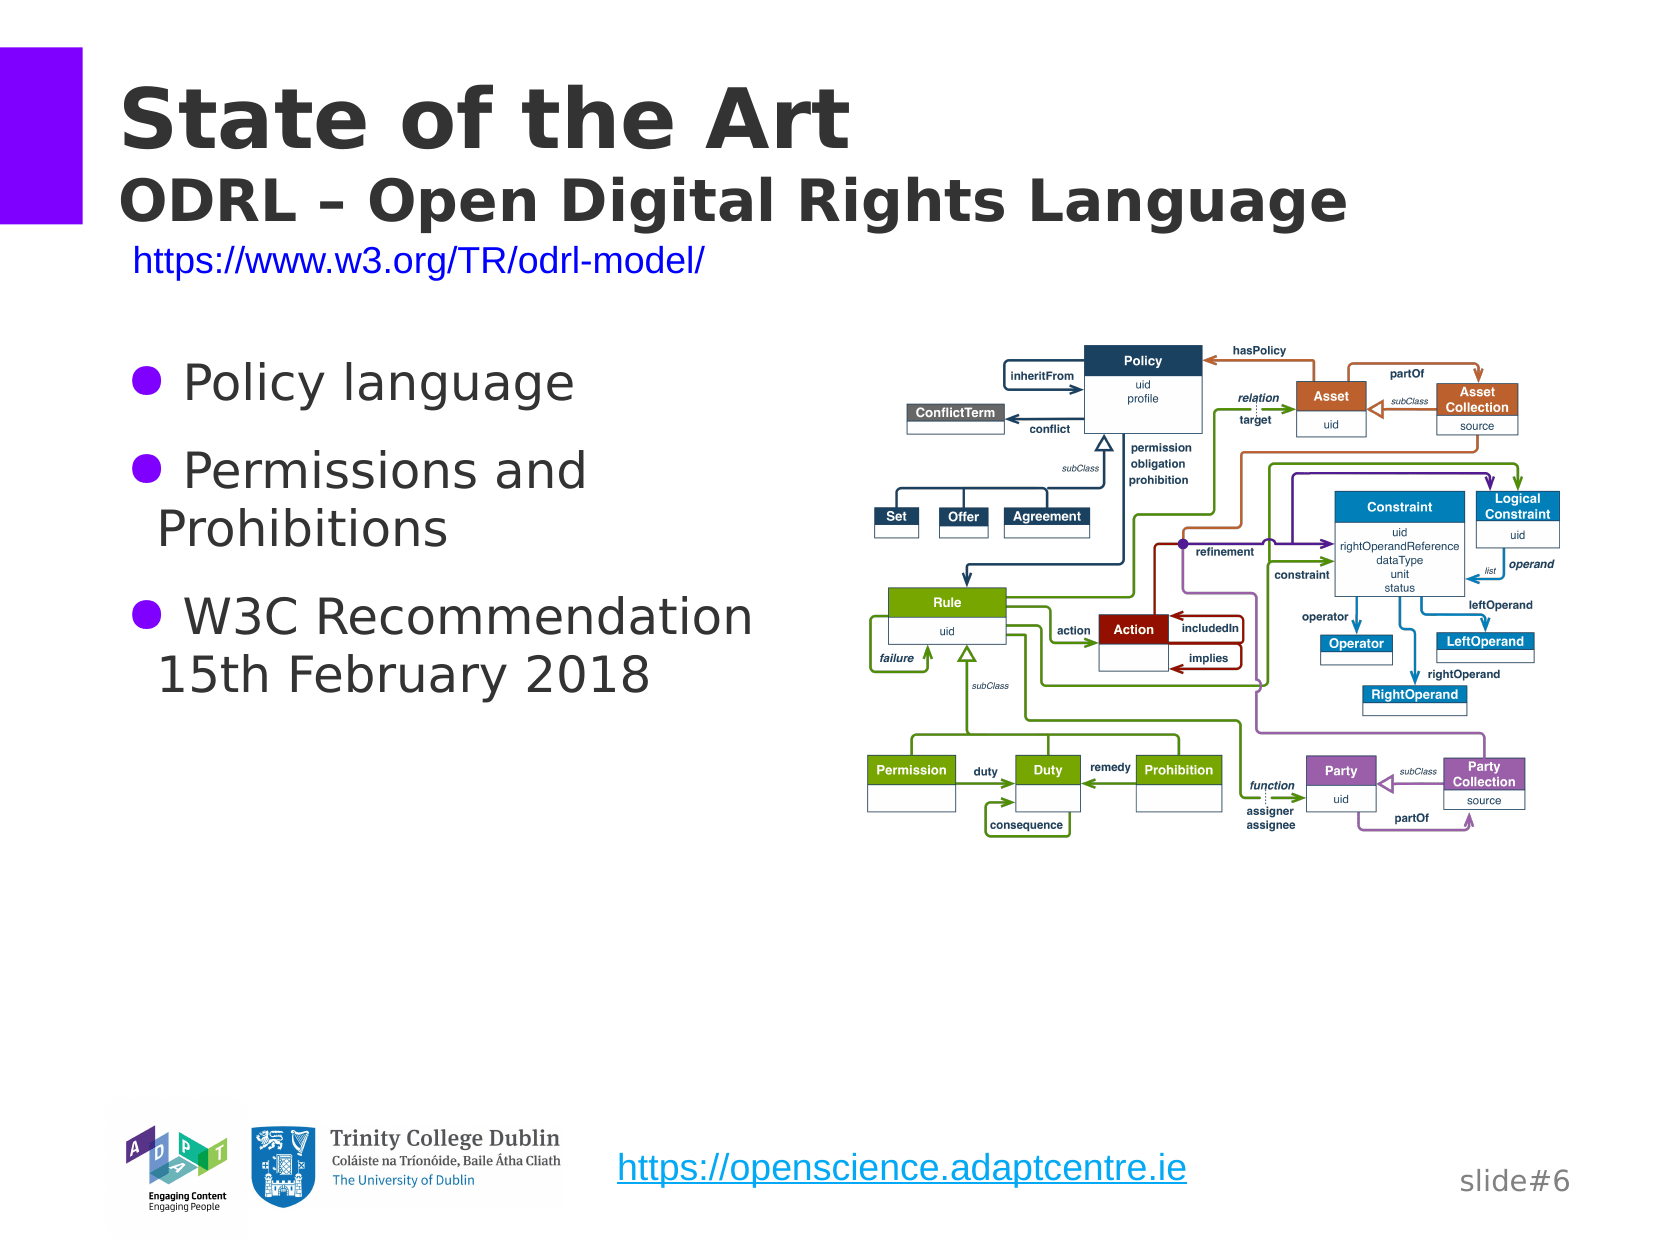 State of the Art
ODRL – Open Digital Rights Language
https://www.w3.org/TR/odrl-model/
Policy language
Permissions and
Prohibitions
W3C Recommendation
15th February 2018
Policy
uid
profile
inheritFrom
ConflictTerm
conflict
hasPolicy
relation
target
Asset
uid
partOf
subClass
Asset
Collection
source
subClass
permission
obligation
prohibition
Set
Offer
Agreement
refinement
constraint
Constraint
uid
rightOperandReference
dataType
unit
status
Logical
Constraint
uid
list
operand
operator
leftOperand
Operator
LeftOperand
rightOperand
RightOperand
Rule
uid
failure
action
Action
includedIn
implies
subClass
Permission
duty
Duty
remedy
Prohibition
consequence
function
assigner
assignee
Party
uid
subClass
Party
Collection
source
partOf
ADAPT
Engaging Content
Engaging People
Trinity College Dublin
Coláiste na Tríonóide, Baile Átha Cliath
The University of Dublin
https://openscience.adaptcentre.ie
slide#6